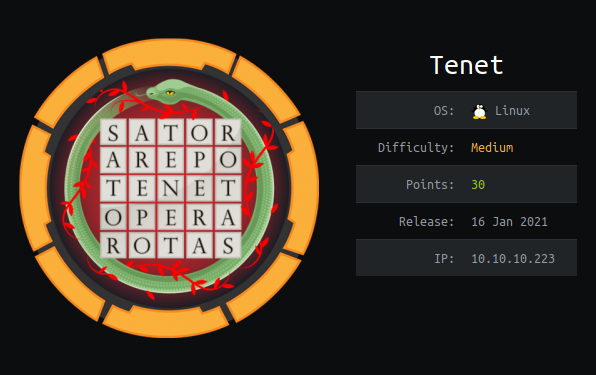 SATOR
AREPO
TENET
OPERA
ROTAS
Tenet
OS: Linux
Difficulty: Medium
Points: 30
Release: 16 Jan 2021
IP: 10.10.10.223